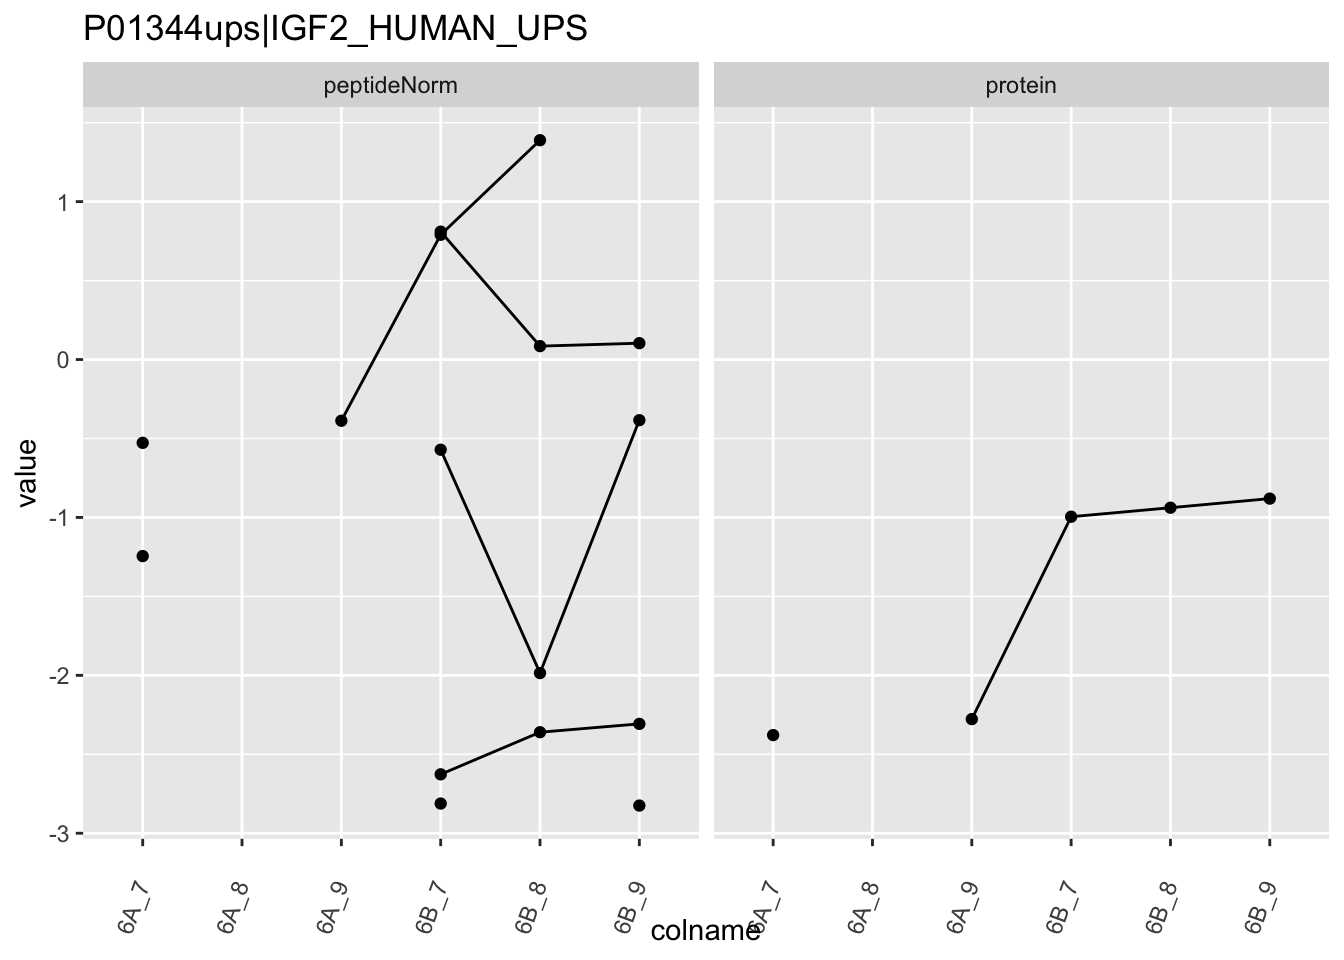 P01344ups|IGF2_HUMAN_UPS
peptideNorm protein
1
0
-1
-2
-3
value
6A_7 6A_8 6A_9 6B_7 6B_8 6B_9 6A_7 6A_8 6A_9 6B_7 6B_8 6B_9
colname